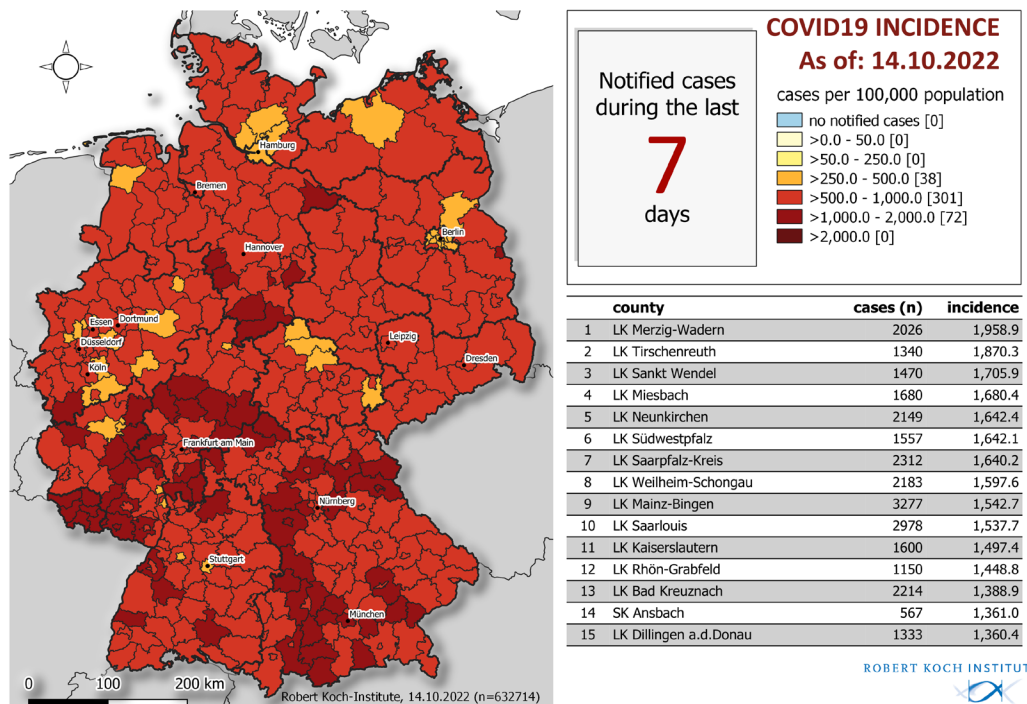 COVID19 INCIDENCE
As of: 14.10.2022
Notified cases
during the last
7
days
cases per 100,000 population
no notified cases [0]
>0.0 - 50.0 [0]
>50.0 - 250.0 [0]
>250.0 - 500.0 [38]
>500.0 - 1,000.0 [301]
>1,000.0 - 2,000.0 [72]
>2,000.0 [0]
Hamburg
Bremen
Berlin
Hannover
Essen
Dortmund
Düsseldorf
Leipzig
Köln
Dresden
Frankfurt am Main
Nürnberg
Stuttgart
München
0 100 200 km
Robert Koch-Institute, 14.10.2022 (n=632714)
county cases (n) incidence
1 LK Merzig-Wadern 2026 1,958.9
2 LK Tirschenreuth 1340 1,870.3
3 LK Sankt Wendel 1470 1,705.9
4 LK Miesbach 1680 1,680.4
5 LK Neunkirchen 2149 1,642.4
6 LK Südwestpfalz 1557 1,642.1
7 LK Saarpfalz-Kreis 2312 1,640.2
8 LK Weilheim-Schongau 2183 1,597.6
9 LK Mainz-Bingen 3277 1,542.7
10 LK Saarlouis 2978 1,537.7
11 LK Kaiserslautern 1600 1,497.4
12 LK Rhön-Grabfeld 1150 1,448.8
13 LK Bad Kreuznach 2214 1,388.9
14 SK Ansbach 567 1,361.0
15 LK Dillingen a.d.Donau 1333 1,360.4
ROBERT KOCH INSTITUT